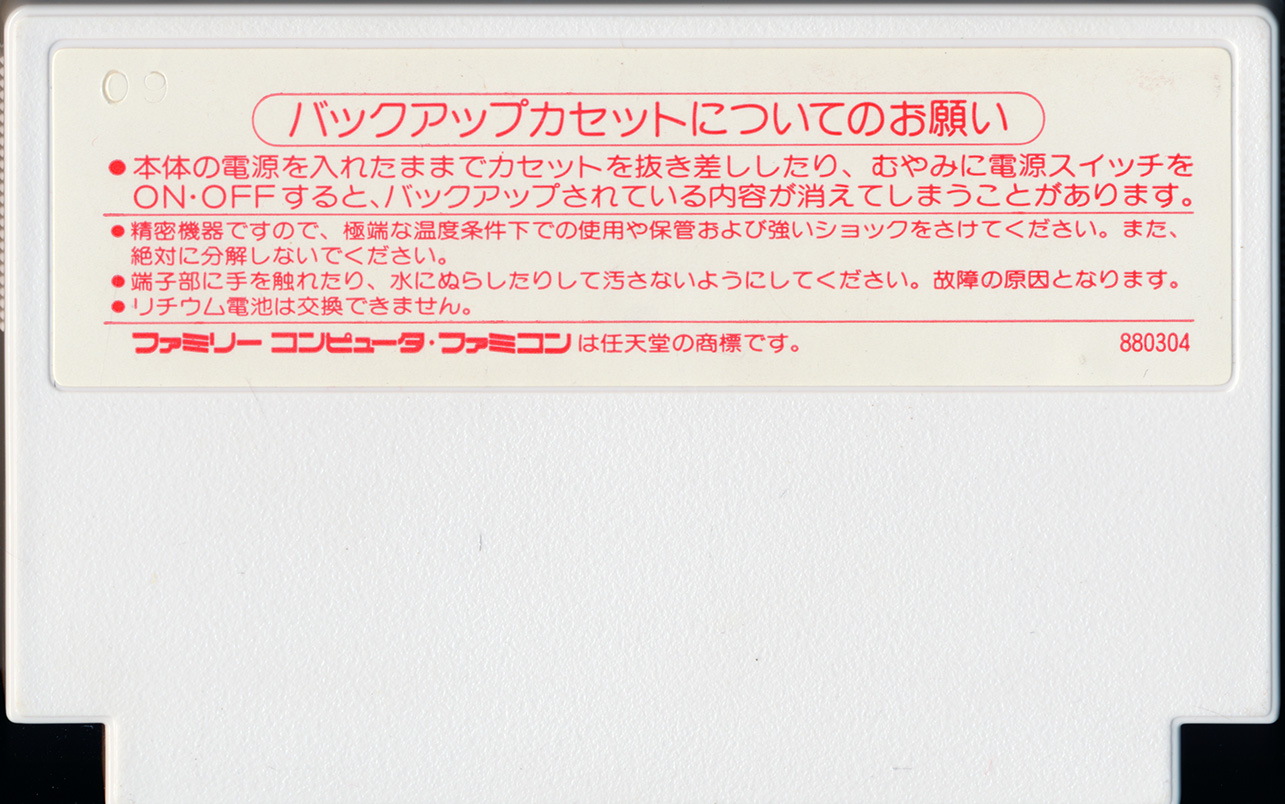 09
バックアップカセットについてのお願い
●本体の電源を入れたままでカセットを抜き差ししたり、むやみに電源スイッチを
ON・OFFすると、バックアップされている内容が消えてしまうことがあります。
●精密機器ですので、極端な温度条件下での使用や保管および強いショックをさけてください。また、
絶対に分解しないでください。
●端子部に手を触れたり、水にぬらしたりして汚さないようにしてください。故障の原因となります。
●リチウム電池は交換できません。
ファミリー コンピュータ・ファミコンは任天堂の商標です。 880304